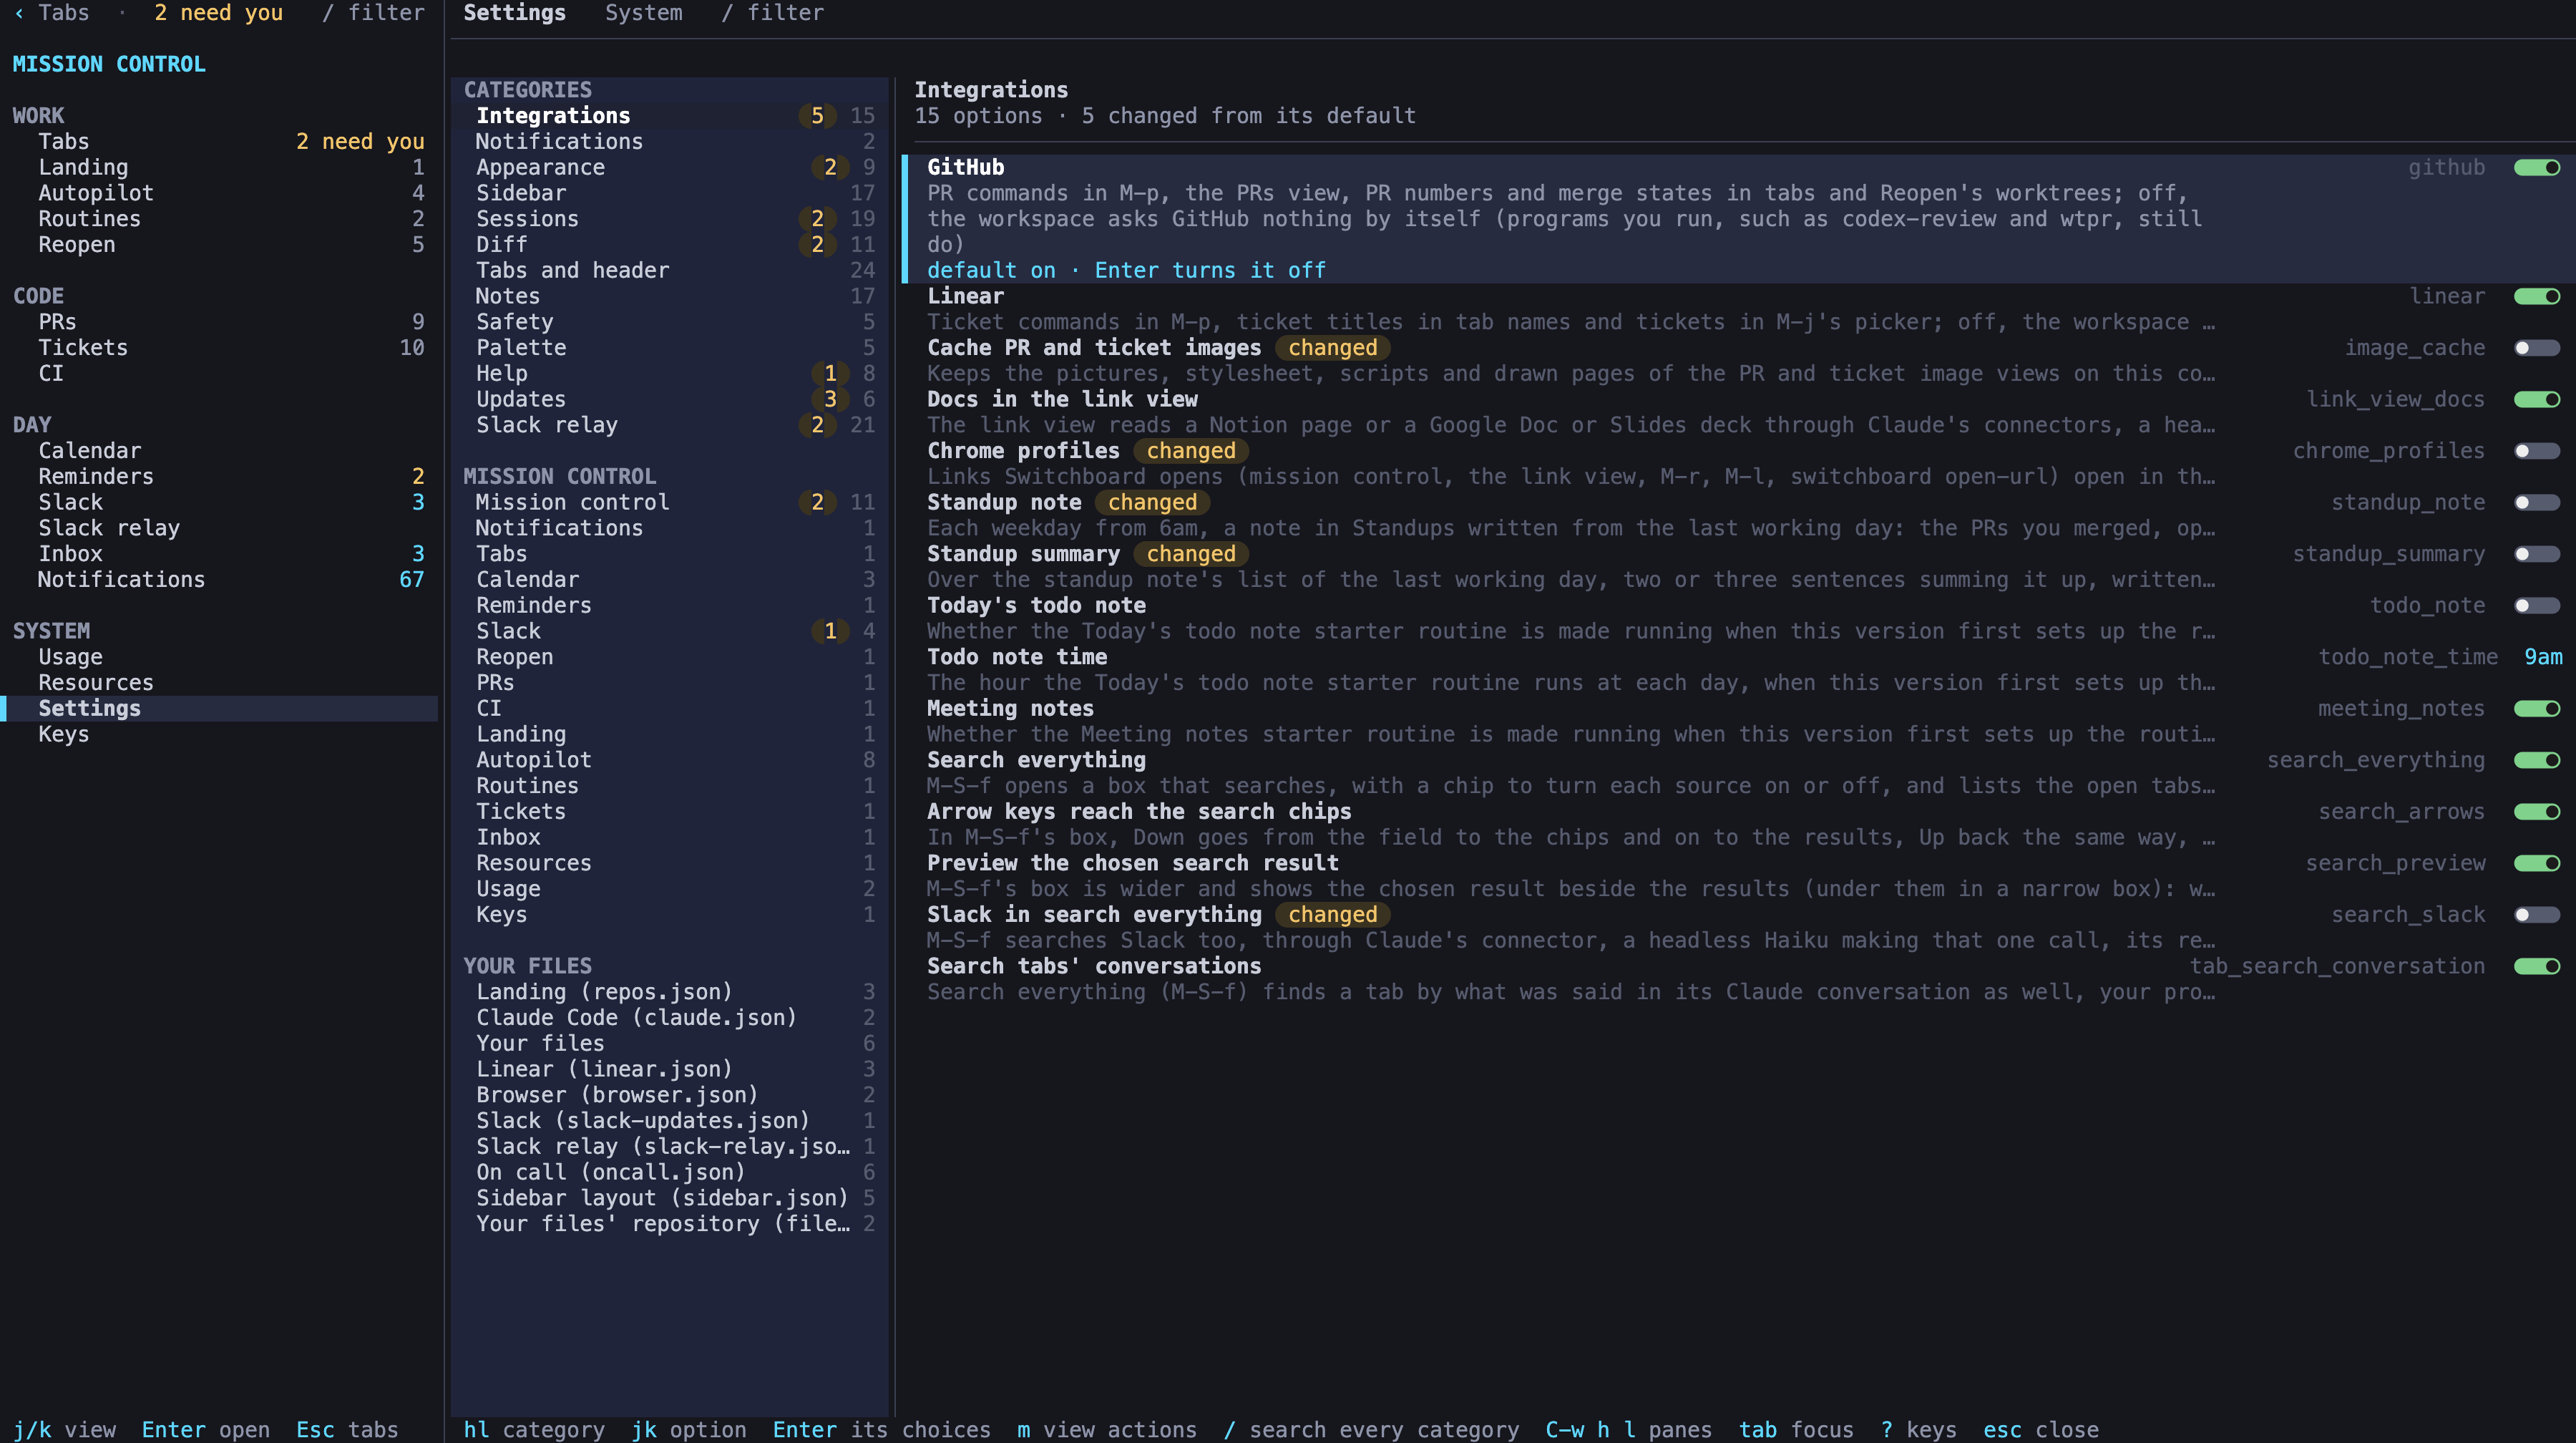 ‹ Tabs · 2 need you / filter
MISSION CONTROL
WORK
Tabs 2 need you
Landing 1
Autopilot 4
Routines 2
Reopen 5
CODE
PRs 9
Tickets 10
CI
DAY
Calendar
Reminders 2
Slack 3
Slack relay
Inbox 3
Notifications 67
SYSTEM
Usage
Resources
Settings
Keys
j/k view Enter open Esc tabs
Settings System / filter
CATEGORIES
Integrations 5 15
Notifications 2
Appearance 2 9
Sidebar 17
Sessions 2 19
Diff 2 11
Tabs and header 24
Notes 17
Safety 5
Palette 5
Help 1 8
Updates 3 6
Slack relay 2 21
MISSION CONTROL
Mission control 2 11
Notifications 1
Tabs 1
Calendar 3
Reminders 1
Slack 1 4
Reopen 1
PRs 1
CI 1
Landing 1
Autopilot 8
Routines 1
Tickets 1
Inbox 1
Resources 1
Usage 2
Keys 1
YOUR FILES
Landing (repos.json) 3
Claude Code (claude.json) 2
Your files 6
Linear (linear.json) 3
Browser (browser.json) 2
Slack (slack-updates.json) 1
Slack relay (slack-relay.jso… 1
On call (oncall.json) 6
Sidebar layout (sidebar.json) 5
Your files' repository (file… 2
Integrations
15 options · 5 changed from its default
GitHub github
PR commands in M-p, the PRs view, PR numbers and merge states in tabs and Reopen's worktrees; off,
the workspace asks GitHub nothing by itself (programs you run, such as codex-review and wtpr, still
do)
default on · Enter turns it off
Linear linear
Ticket commands in M-p, ticket titles in tab names and tickets in M-j's picker; off, the workspace …
Cache PR and ticket images changed image_cache
Keeps the pictures, stylesheet, scripts and drawn pages of the PR and ticket image views on this co…
Docs in the link view link_view_docs
The link view reads a Notion page or a Google Doc or Slides deck through Claude's connectors, a hea…
Chrome profiles changed chrome_profiles
Links Switchboard opens (mission control, the link view, M-r, M-l, switchboard open-url) open in th…
Standup note changed standup_note
Each weekday from 6am, a note in Standups written from the last working day: the PRs you merged, op…
Standup summary changed standup_summary
Over the standup note's list of the last working day, two or three sentences summing it up, written…
Today's todo note todo_note
Whether the Today's todo note starter routine is made running when this version first sets up the r…
Todo note time todo_note_time 9am
The hour the Today's todo note starter routine runs at each day, when this version first sets up th…
Meeting notes meeting_notes
Whether the Meeting notes starter routine is made running when this version first sets up the routi…
Search everything search_everything
M-S-f opens a box that searches, with a chip to turn each source on or off, and lists the open tabs…
Arrow keys reach the search chips search_arrows
In M-S-f's box, Down goes from the field to the chips and on to the results, Up back the same way, …
Preview the chosen search result search_preview
M-S-f's box is wider and shows the chosen result beside the results (under them in a narrow box): w…
Slack in search everything changed search_slack
M-S-f searches Slack too, through Claude's connector, a headless Haiku making that one call, its re…
Search tabs' conversations tab_search_conversation
Search everything (M-S-f) finds a tab by what was said in its Claude conversation as well, your pro…
hl category jk option Enter its choices m view actions / search every category C-w h l panes tab focus ? keys esc close